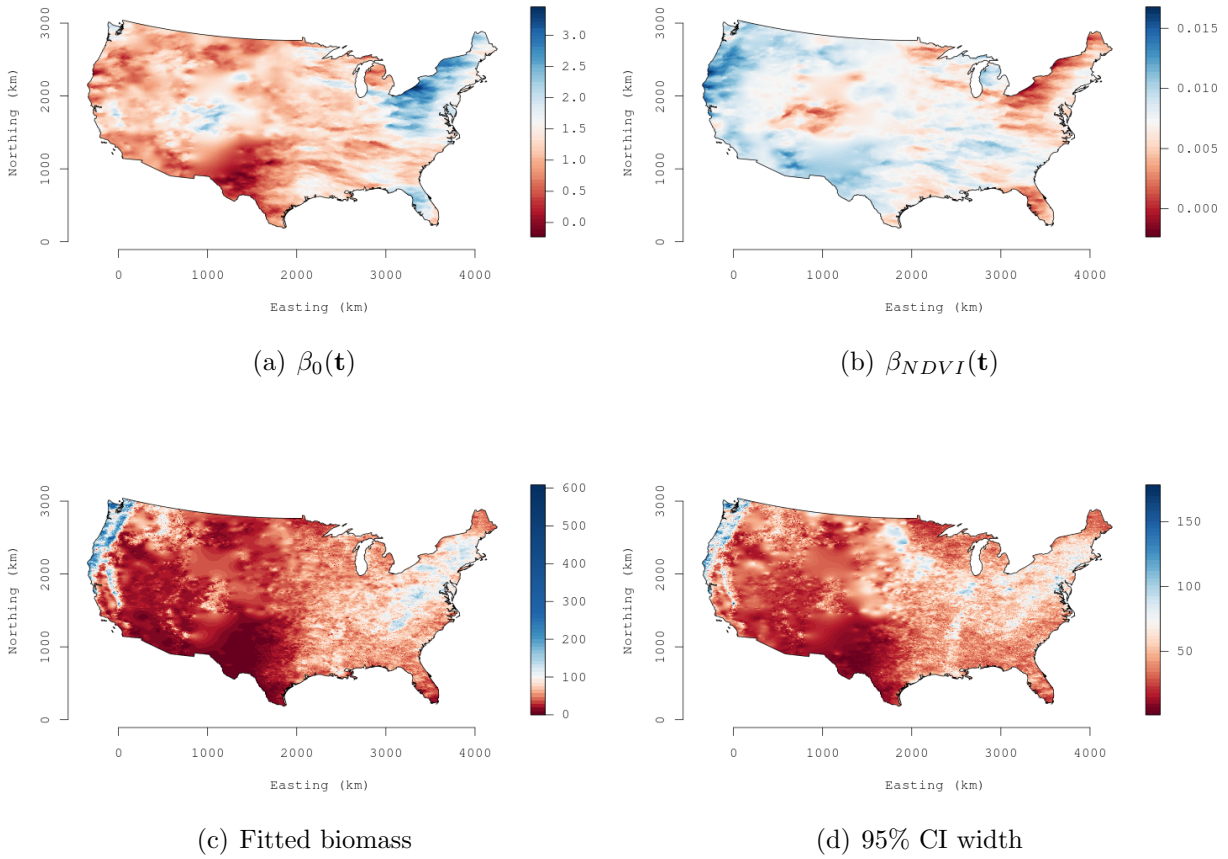 3000
2000
1000
0
Northing (km)
0 1000 2000 3000 4000
Easting (km)
3.0
2.5
2.0
1.5
1.0
0.5
0.0
(a) β0(t)
3000
2000
1000
0
Northing (km)
0 1000 2000 3000 4000
Easting (km)
0.015
0.010
0.005
0.000
(b) βNDVI(t)
3000
2000
1000
0
Northing (km)
0 1000 2000 3000 4000
Easting (km)
600
500
400
300
200
100
0
(c) Fitted biomass
3000
2000
1000
0
Northing (km)
0 1000 2000 3000 4000
Easting (km)
150
100
50
(d) 95% CI width